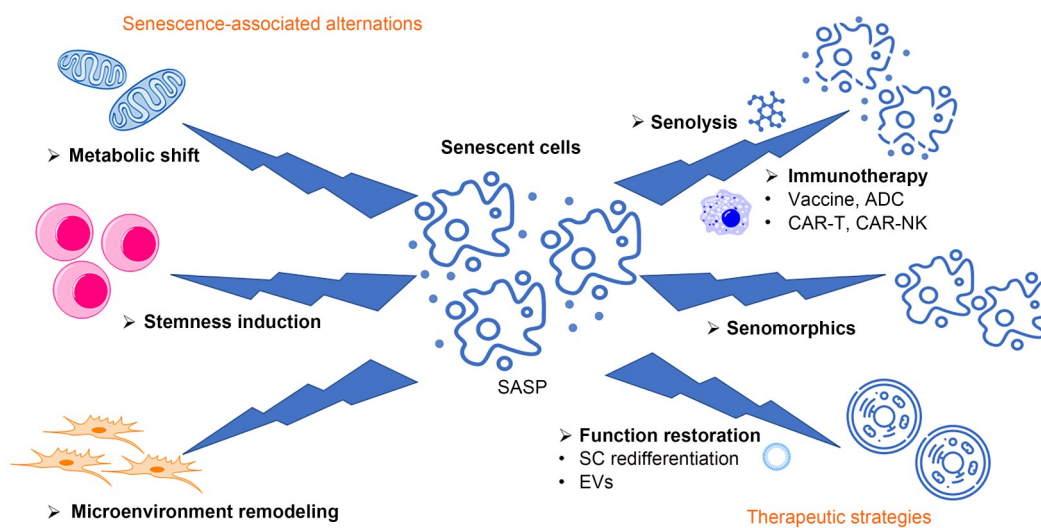 Senescence-associated alternations
➢ Metabolic shift
➢ Stemness induction
➢ Microenvironment remodeling
Senescent cells
SASP
➢ Senolysis
➢ Immunotherapy
• Vaccine, ADC
• CAR-T, CAR-NK
➢ Senomorphics
➢ Function restoration
• SC redifferentiation
• EVs
Therapeutic strategies